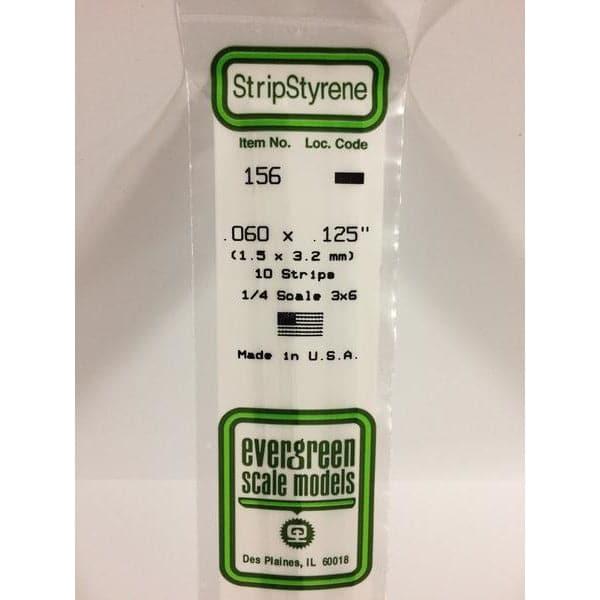 StripStyrene
Item No. Loc. Code
156
.060 x .125"
(1.5 x 3.2 mm)
10 Strips
1/4 Scale 3x6
Made in U.S.A.
evergreen
scale models
Des Plaines, IL 60018